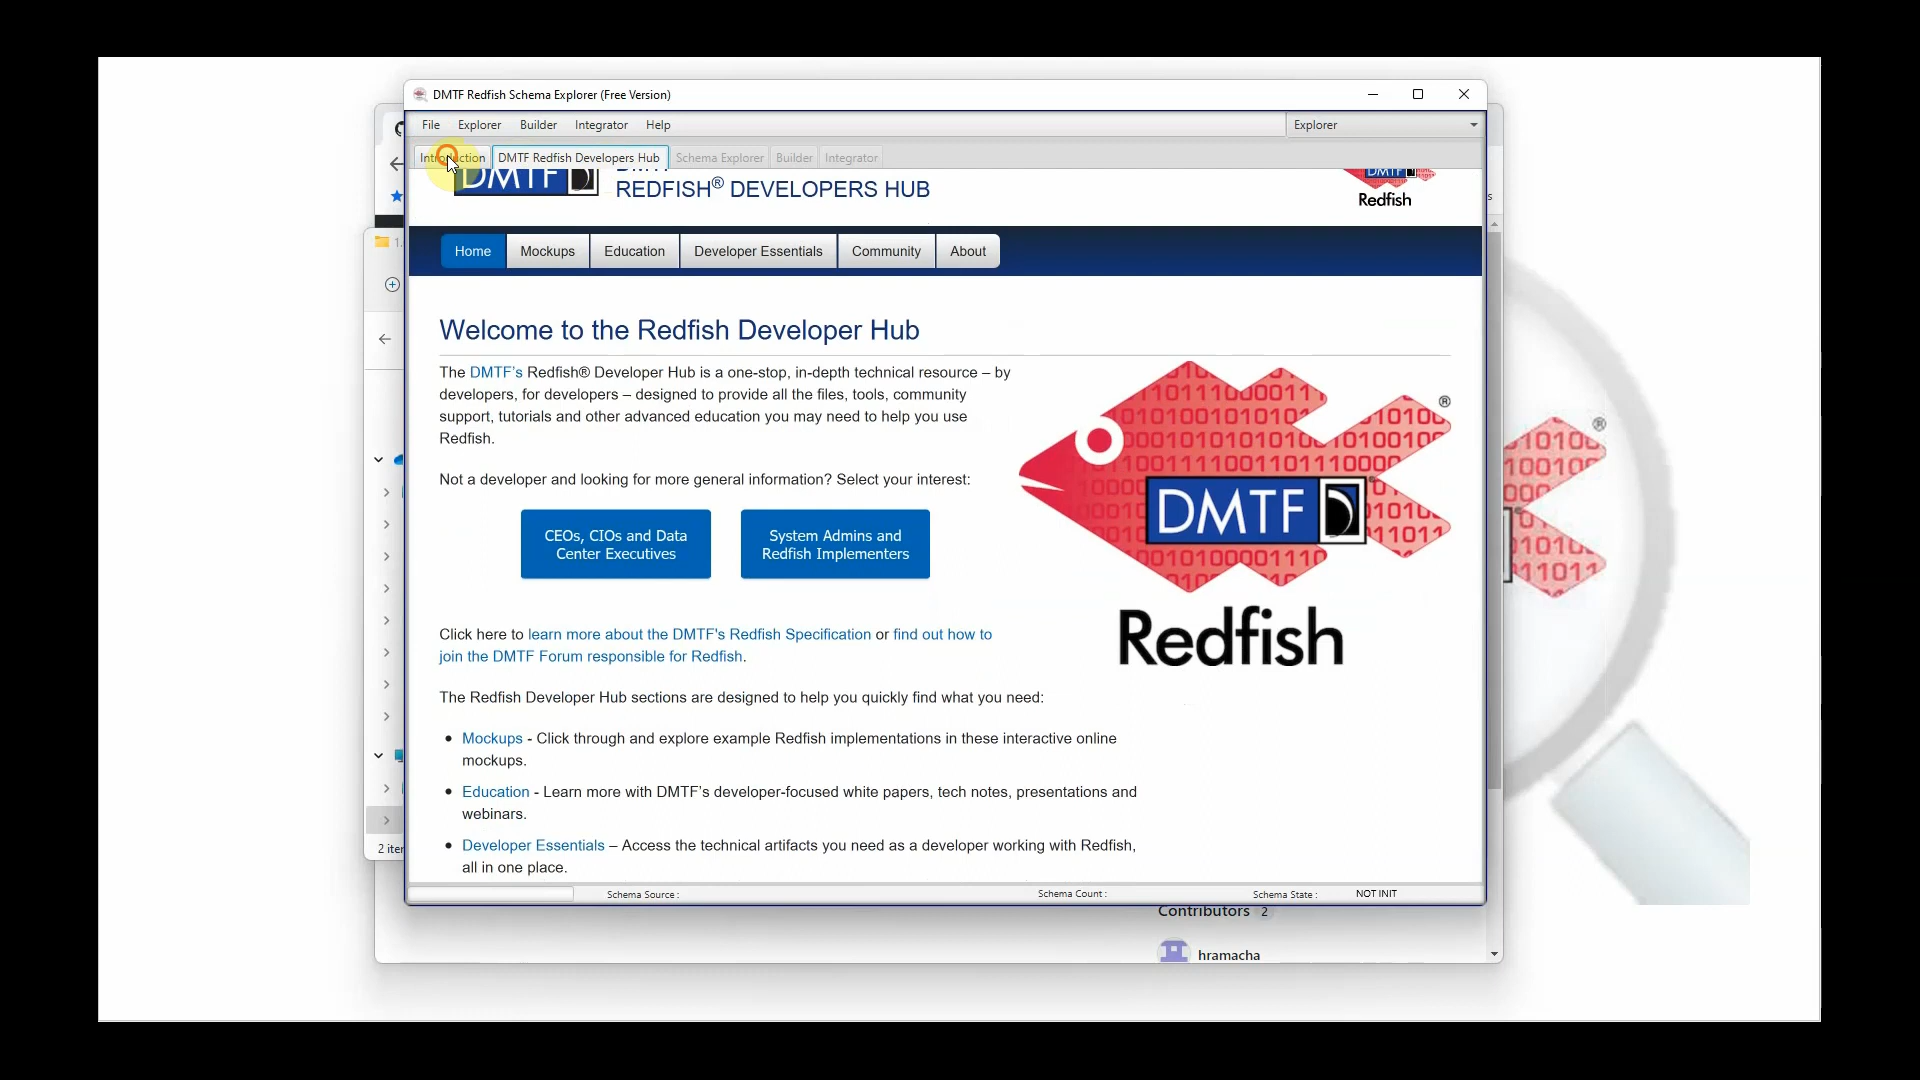 DMTF Redfish Schema Explorer (Free Version)
File Explorer Builder Integrator Help
Explorer
Introduction DMTF Redfish Developers Hub Schema Explorer Builder Integrator
DMTF
REDFISH® DEVELOPERS HUB
DMTF
Redfish
Home Mockups Education Developer Essentials Community About
Welcome to the Redfish Developer Hub
The DMTF's Redfish® Developer Hub is a one-stop, in-depth technical resource – by
developers, for developers – designed to provide all the files, tools, community
support, tutorials and other advanced education you may need to help you use
Redfish.
Not a developer and looking for more general information? Select your interest:
CEOs, CIOs and Data
Center Executives
System Admins and
Redfish Implementers
DMTF
Redfish
Click here to learn more about the DMTF's Redfish Specification or find out how to
join the DMTF Forum responsible for Redfish.
The Redfish Developer Hub sections are designed to help you quickly find what you need:
• Mockups - Click through and explore example Redfish implementations in these interactive online
mockups.
• Education - Learn more with DMTF's developer-focused white papers, tech notes, presentations and
webinars.
• Developer Essentials – Access the technical artifacts you need as a developer working with Redfish,
all in one place.
Schema Source : Schema Count : Schema State : NOT INIT
Contributors 2
hramacha